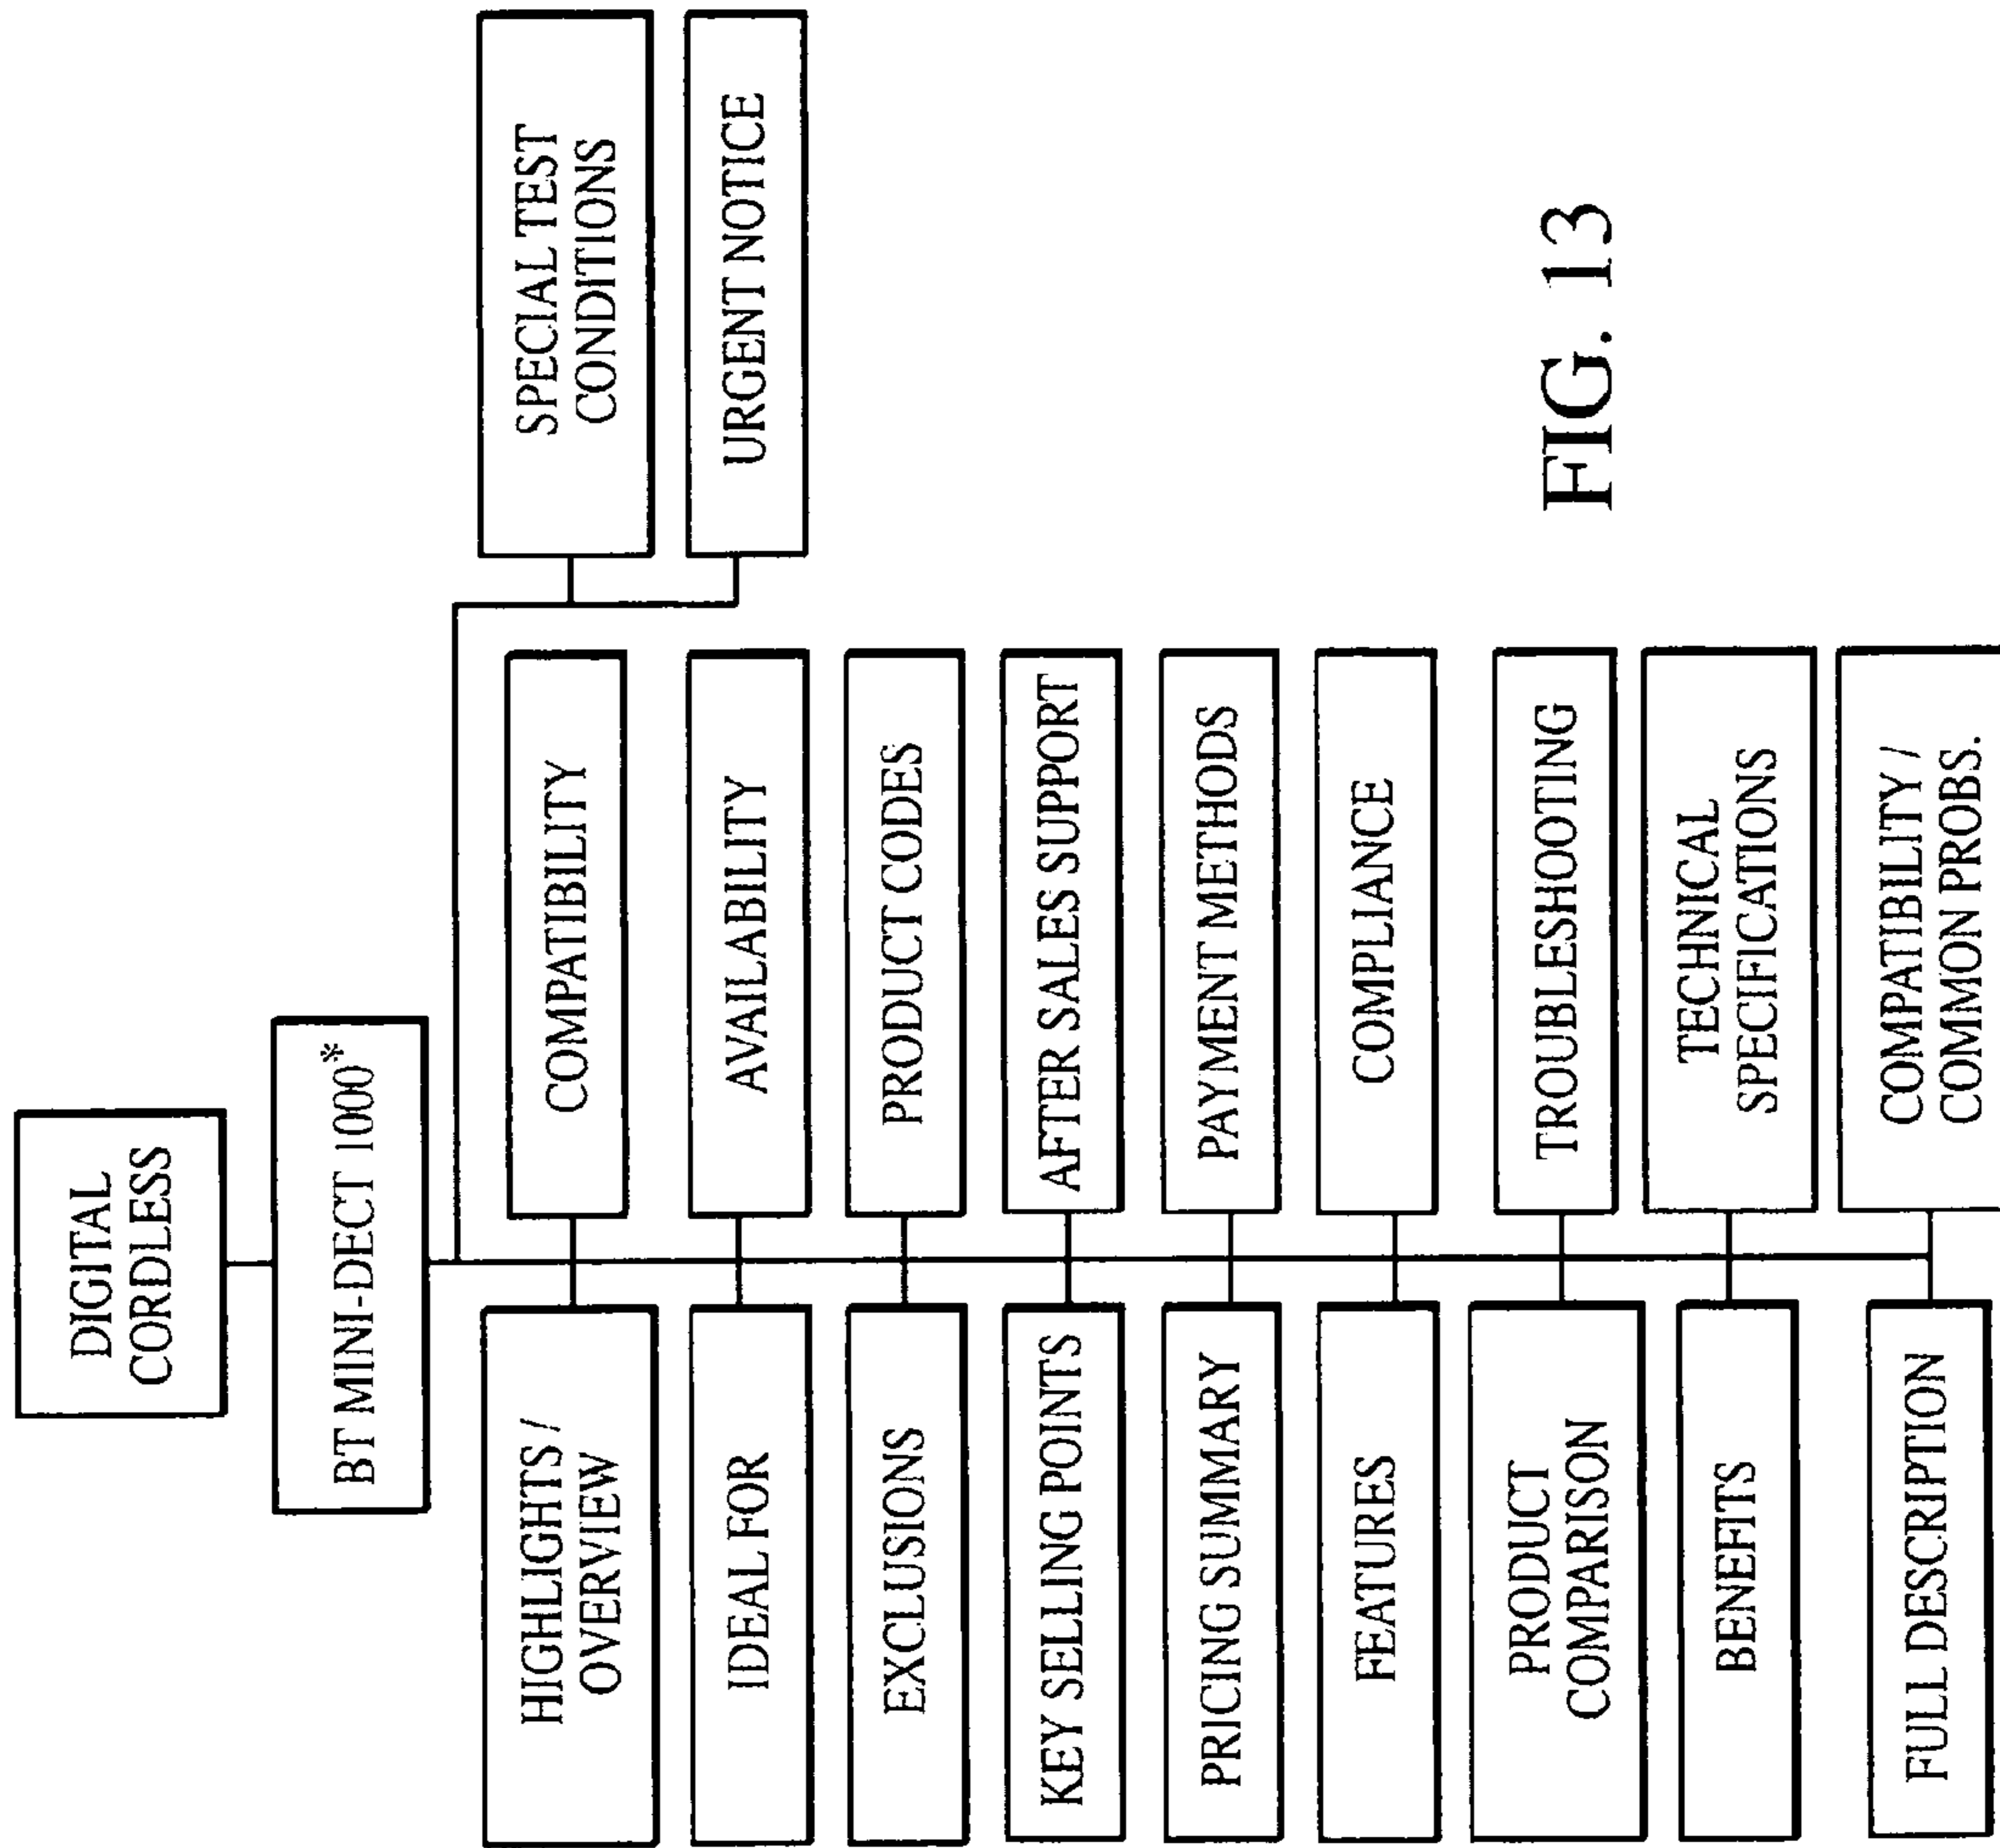 DIGITAL
CORDLESS
BT MINI-DECT 1000*
HIGHLIGHTS /
OVERVIEW
IDEAL FOR
EXCLUSIONS
KEY SELLING POINTS
PRICING SUMMARY
FEATURES
PRODUCT
COMPARISON
BENEFITS
FULL DESCRIPTION
COMPATIBILITY
AVAILABILITY
PRODUCT CODES
AFTER SALES SUPPORT
PAYMENT METHODS
COMPLIANCE
TROUBLESHOOTING
TECHNICAL
SPECIFICATIONS
COMPATIBILITY /
COMMON PROBS.
SPECIAL TEST
CONDITIONS
URGENT NOTICE
FIG. 13